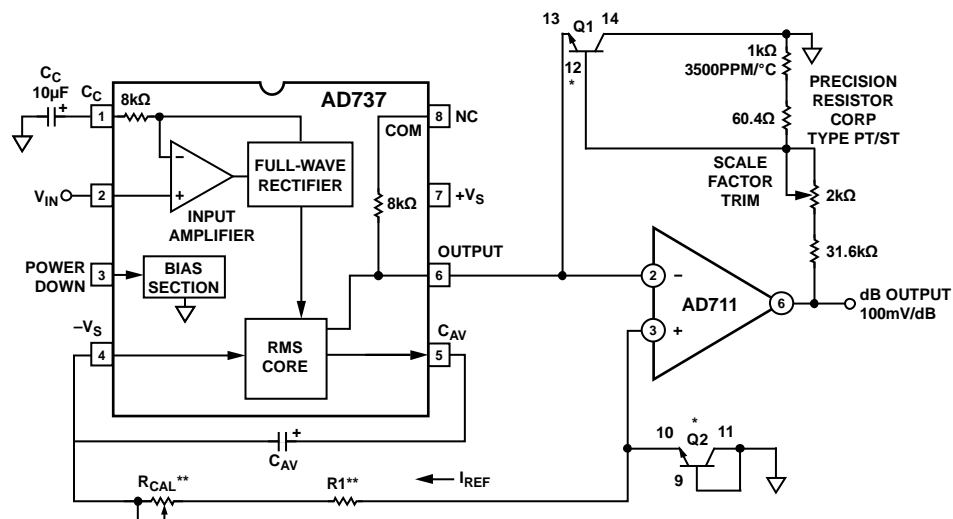 13 Q1 14
12
*
1kΩ
3500PPM/°C
60.4Ω
PRECISION
RESISTOR
CORP
TYPE PT/ST
SCALE
FACTOR
TRIM
2kΩ
31.6kΩ
CC
10µF
+
CC
1
8kΩ
AD737
8
NC
COM
VIN
2
−
+
INPUT
AMPLIFIER
FULL-WAVE
RECTIFIER
8kΩ
7
+VS
OUTPUT
6
POWER
DOWN
3
BIAS
SECTION
–VS
4
RMS
CORE
CAV
5
2
−
AD711
3
+
6
dB OUTPUT
100mV/dB
+
CAV
*
10 Q2 11
9
RCAL**
R1**
IREF